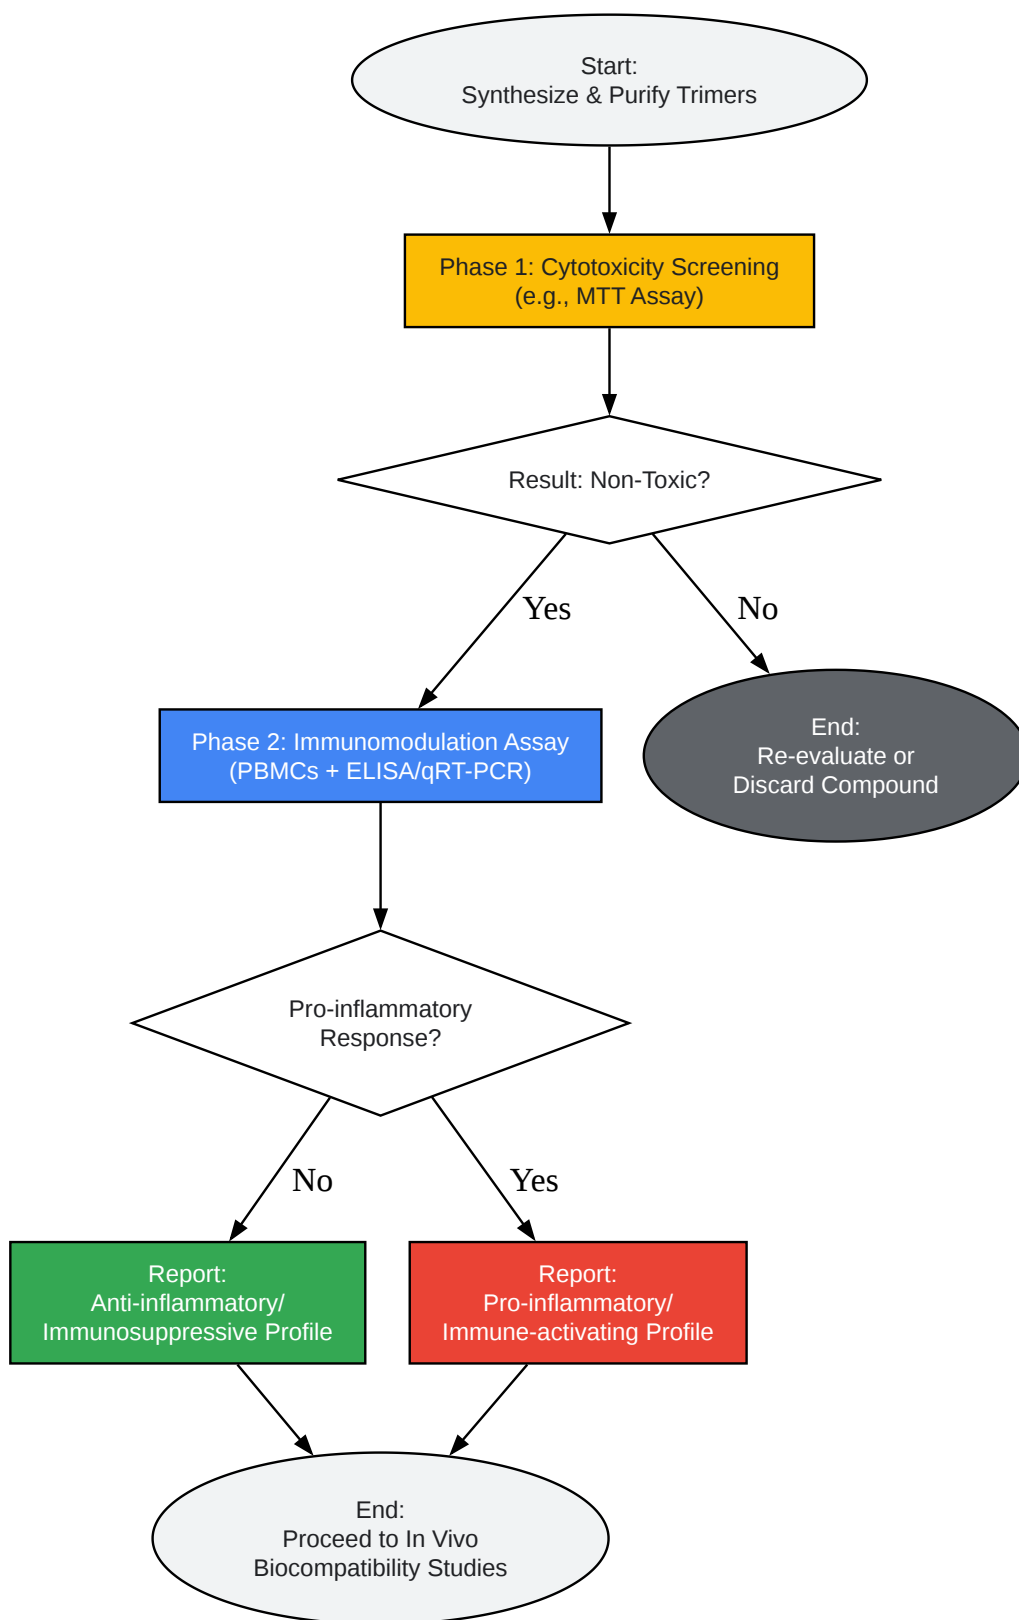 Start:
Synthesize & Purify Trimers
Phase 1: Cytotoxicity Screening
(e.g., MTT Assay)
Result: Non-Toxic?
Yes
No
End:
Re-evaluate or
Discard Compound
Phase 2: Immunomodulation Assay
(PBMCs + ELISA/qRT-PCR)
Pro-inflammatory
Response?
No
Yes
Report:
Anti-inflammatory/
Immunosuppressive Profile
Report:
Pro-inflammatory/
Immune-activating Profile
End:
Proceed to In Vivo
Biocompatibility Studies